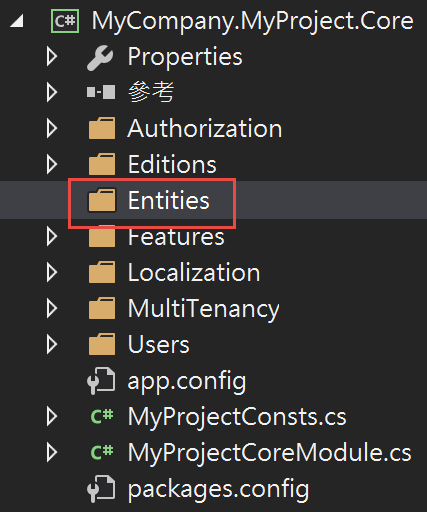 C# MyCompany.MyProject.Core
Properties
參考
Authorization
Editions
Entities
Features
Localization
MultiTenancy
Users
app.config
C# MyProjectConsts.cs
C# MyProjectCoreModule.cs
packages.config